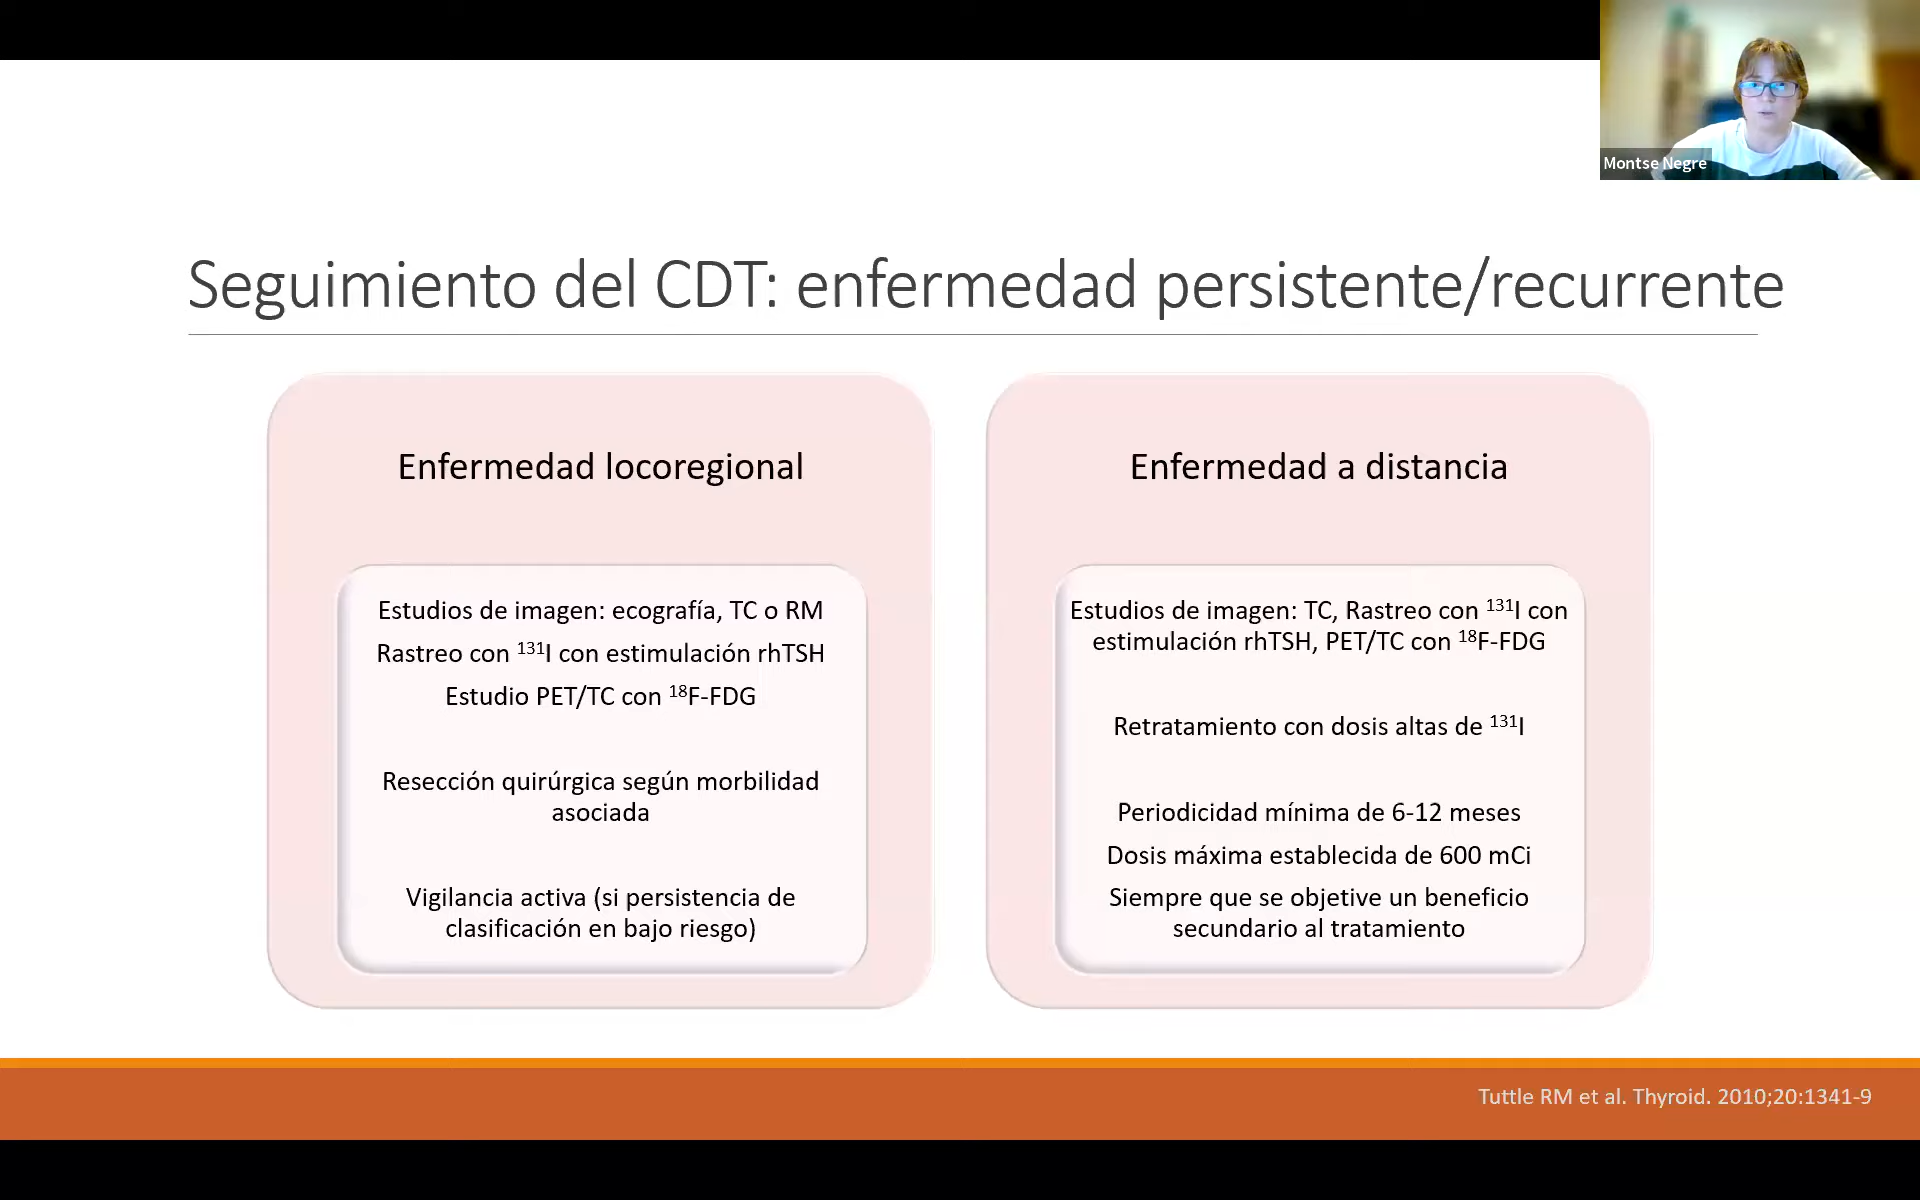 Montse Negre
Seguimiento del CDT: enfermedad persistente/recurrente
Enfermedad locoregional
Estudios de imagen: ecografía, TC o RM
Rastreo con ¹³¹I con estimulación rhTSH
Estudio PET/TC con ¹⁸F-FDG
Resección quirúrgica según morbilidad
asociada
Vigilancia activa (si persistencia de
clasificación en bajo riesgo)
Enfermedad a distancia
Estudios de imagen: TC, Rastreo con ¹³¹I con
estimulación rhTSH, PET/TC con ¹⁸F-FDG
Retratamiento con dosis altas de ¹³¹I
Periodicidad mínima de 6-12 meses
Dosis máxima establecida de 600 mCi
Siempre que se objetive un beneficio
secundario al tratamiento
Tuttle RM et al. Thyroid. 2010;20:1341-9